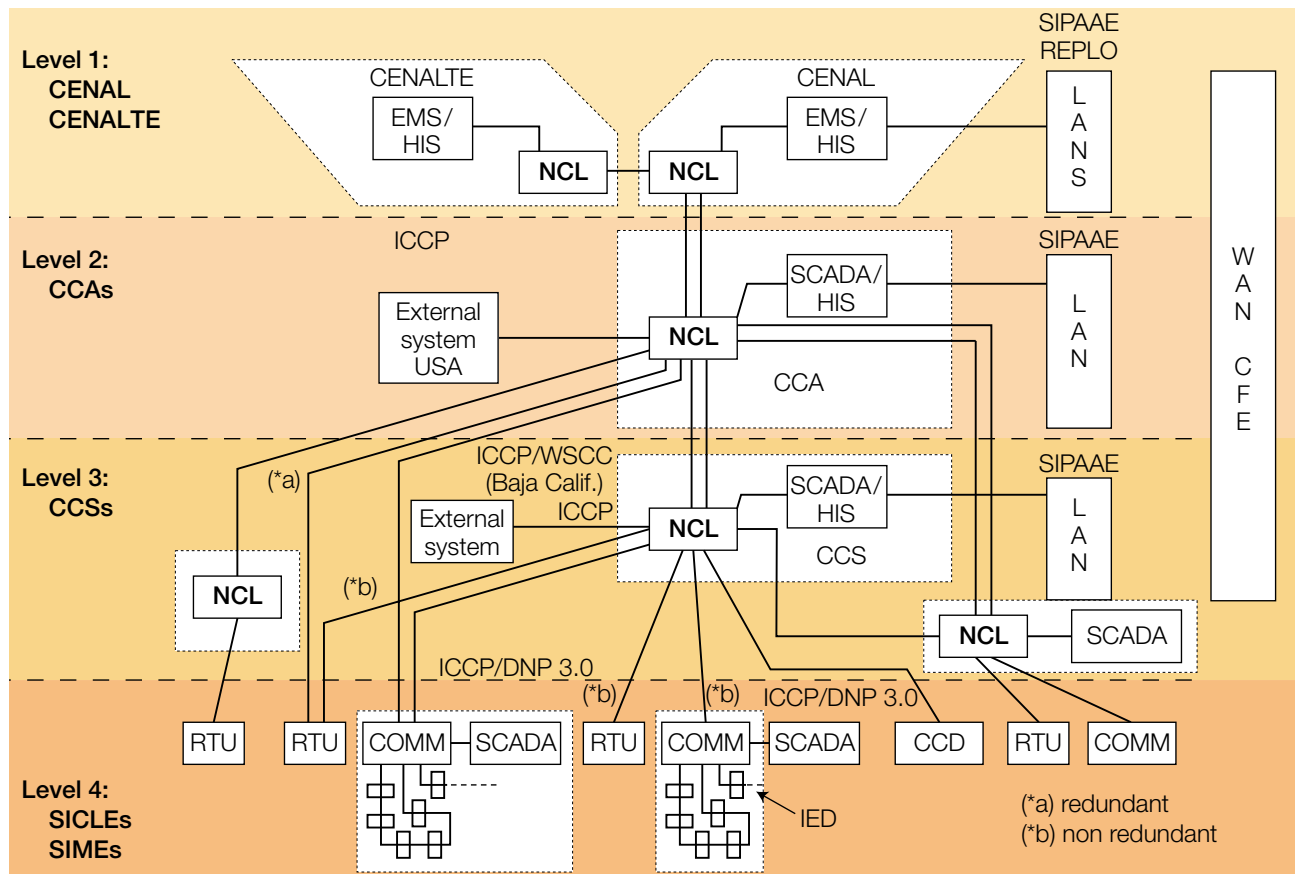 Level 1:
CENAL
CENALTE
CENALTE
EMS/
HIS
NCL
CENAL
EMS/
HIS
NCL
SIPAAE
REPLO
L
A
N
S
W
A
N
C
F
E
Level 2:
CCAs
ICCP
External
system
USA
NCL
SCADA/
HIS
CCA
SIPAAE
L
A
N
Level 3:
CCSs
(*a)
ICCP/WSCC
(Baja Calif.)
ICCP
External
system
NCL
SCADA/
HIS
CCS
SIPAAE
L
A
N
NCL
(*b)
NCL
SCADA
ICCP/DNP 3.0
(*b)
(*b)
ICCP/DNP 3.0
RTU
RTU
COMM
SCADA
RTU
COMM
SCADA
CCD
RTU
COMM
Level 4:
SICLEs
SIMEs
IED
(*a) redundant
(*b) non redundant